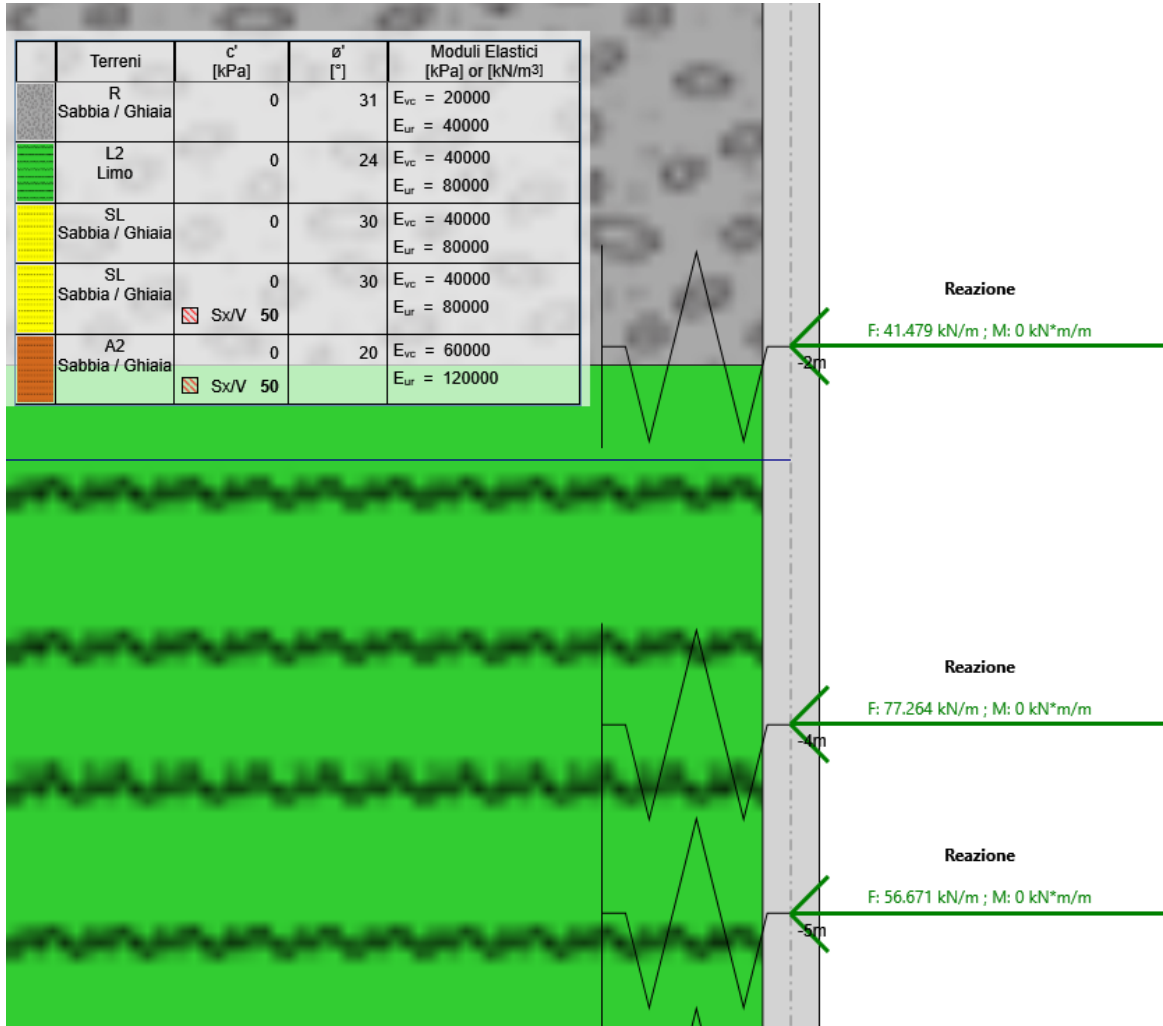 Terreni c' ø' Moduli Elastici
[kPa] [°] [kPa] or [kN/m³]
R 0 31 Evc = 20000
Sabbia / Ghiaia Eur = 40000
L2 0 24 Evc = 40000
Limo Eur = 80000
SL 0 30 Evc = 40000
Sabbia / Ghiaia Eur = 80000
SL 0 30 Evc = 40000
Sabbia / Ghiaia Sx/V 50 Eur = 80000
A2 0 20 Evc = 60000
Sabbia / Ghiaia Sx/V 50 Eur = 120000
Reazione
F: 41.479 kN/m ; M: 0 kN*m/m
-2m
Reazione
F: 77.264 kN/m ; M: 0 kN*m/m
-4m
Reazione
F: 56.671 kN/m ; M: 0 kN*m/m
-5m